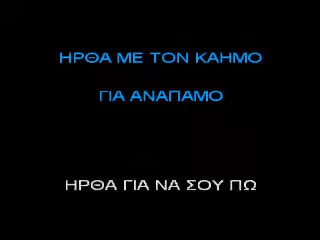 ΗΡΘΑ ΜΕ ΤΟΝ ΚΑΗΜΟ
ΓΙΑ ΑΝΑΠΑΜΟ
ΗΡΘΑ ΓΙΑ ΝΑ ΣΟΥ ΠΩ